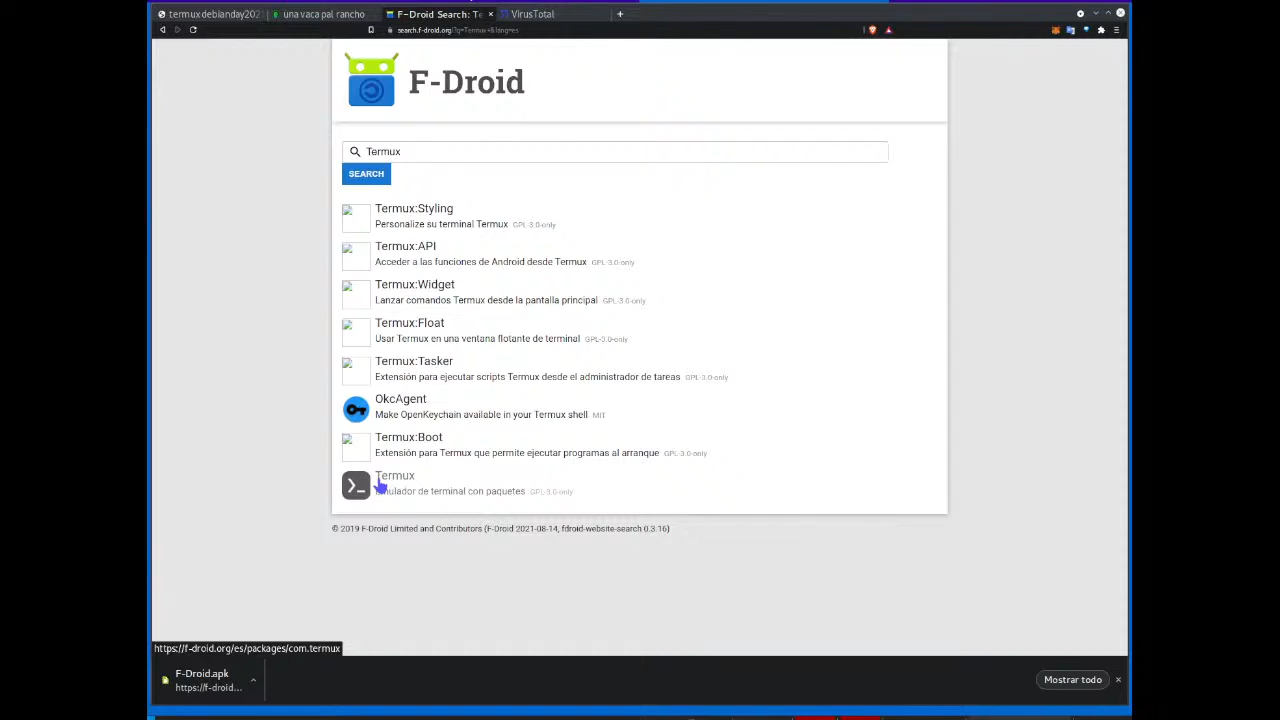 termux debianday202
una vaca pal rancho
F-Droid Search: Te
VirusTotal
search.f-droid.org/?q=Termux+&lang=es
F-Droid
Termux
SEARCH
Termux:Styling
Personalize su terminal Termux GPL-3.0-only
Termux:API
Acceder a las funciones de Android desde Termux GPL-3.0-only
Termux:Widget
Lanzar comandos Termux desde la pantalla principal GPL-3.0-only
Termux:Float
Usar Termux en una ventana flotante de terminal GPL-3.0-only
Termux:Tasker
Extensión para ejecutar scripts Termux desde el administrador de tareas GPL-3.0-only
OkcAgent
Make OpenKeychain available in your Termux shell MIT
Termux:Boot
Extensión para Termux que permite ejecutar programas al arranque GPL-3.0-only
Termux
Emulador de terminal con paquetes GPL-3.0-only
© 2019 F-Droid Limited and Contributors (F-Droid 2021-08-14, fdroid-website-search 0.3.16)
https://f-droid.org/es/packages/com.termux
F-Droid.apk
https://f-droid...
Mostrar todo